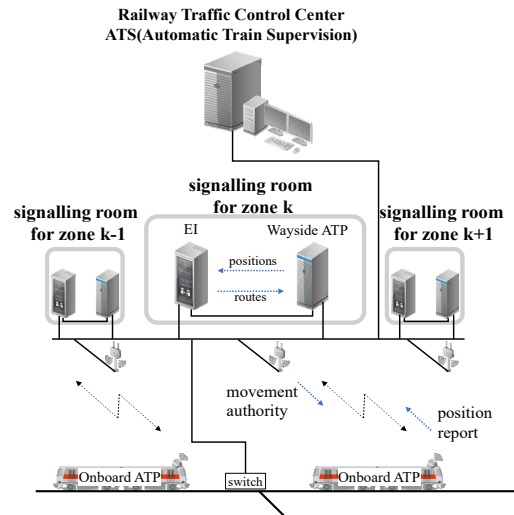 Railway Traffic Control Center
ATS(Automatic Train Supervision)
signalling room
for zone k
signalling room
for zone k-1
signalling room
for zone k+1
EI
Wayside ATP
positions
routes
movement
authority
position
report
Onboard ATP
switch
Onboard ATP